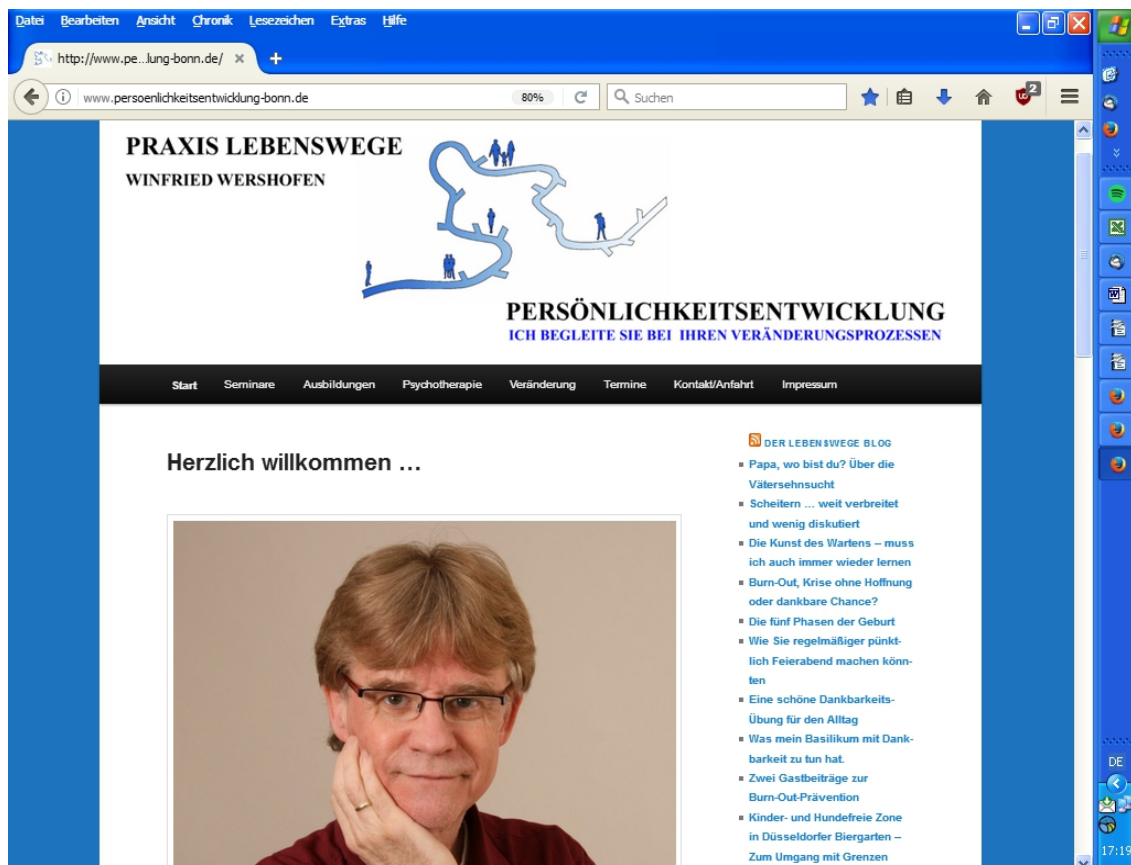 Datei Bearbeiten Ansicht Chronik Lesezeichen Extras Hilfe
http://www.pe...lung-bonn.de/
www.persoenlichkeitsentwicklung-bonn.de 80% Suchen 2
PRAXIS LEBENSWEGE
WINFRIED WERSHOFEN
PERSÖNLICHKEITSENTWICKLUNG
ICH BEGLEITE SIE BEI IHREN VERÄNDERUNGSPROZESSEN
Start Seminare Ausbildungen Psychotherapie Veränderung Termine Kontakt/Anfahrt Impressum
Herzlich willkommen …
DER LEBENSWEGE BLOG
Papa, wo bist du? Über die
Vätersehnsucht
Scheitern … weit verbreitet
und wenig diskutiert
Die Kunst des Wartens – muss
ich auch immer wieder lernen
Burn-Out, Krise ohne Hoffnung
oder dankbare Chance?
Die fünf Phasen der Geburt
Wie Sie regelmäßiger pünkt-
lich Feierabend machen könn-
ten
Eine schöne Dankbarkeits-
Übung für den Alltag
Was mein Basilikum mit Dank-
barkeit zu tun hat.
Zwei Gastbeiträge zur
Burn-Out-Prävention
Kinder- und Hundefreie Zone
in Düsseldorfer Biergarten –
Zum Umgang mit Grenzen
DE
17:19